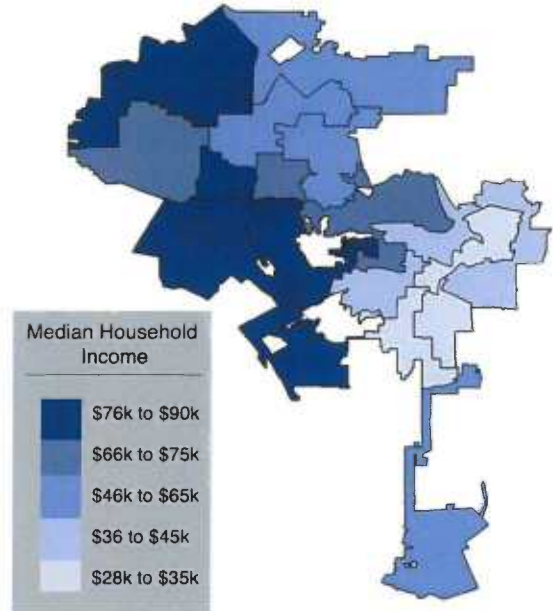 Median Household
Income
$76k to $90k
$66k to $75k
$46k to $65k
$36 to $45k
$28k to $35k